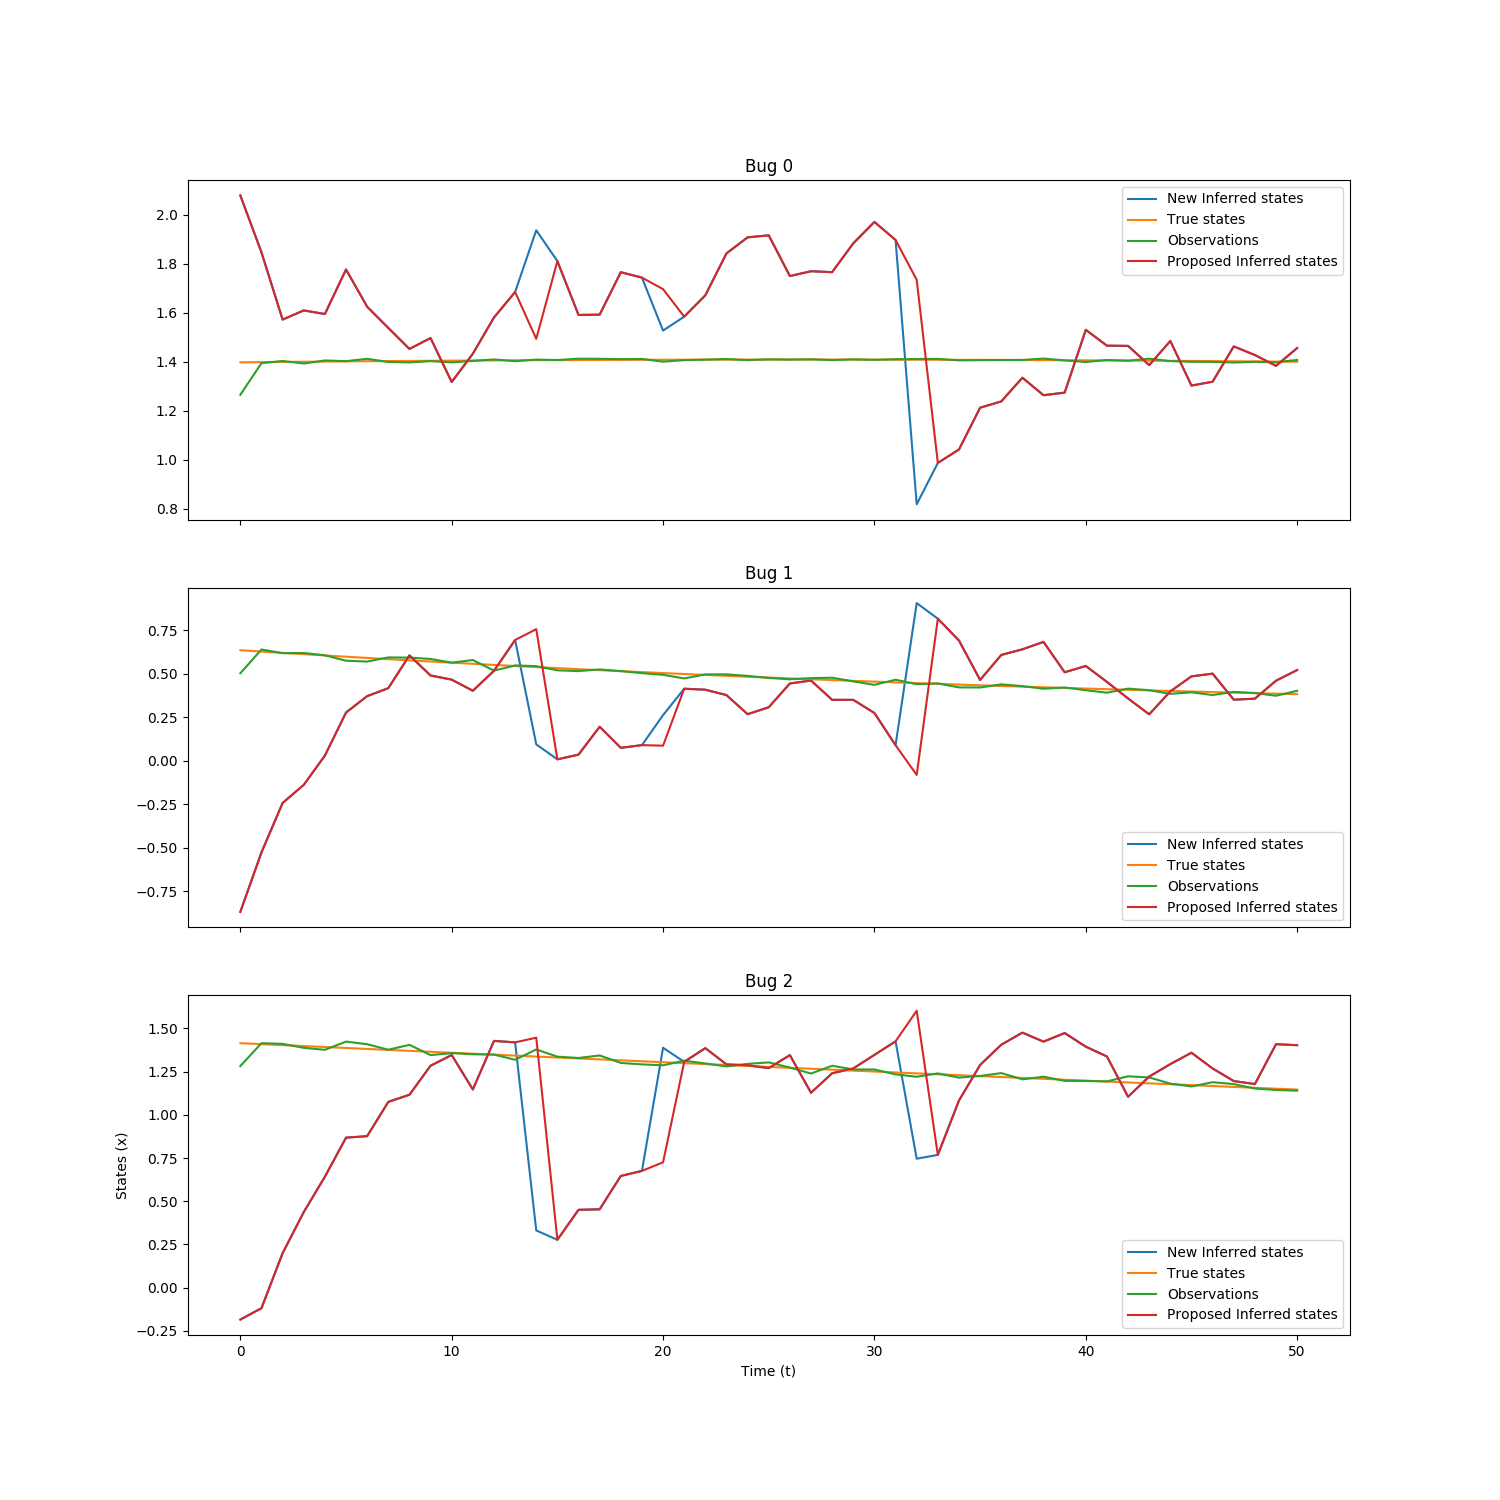 Bug 0
2.0
1.8
1.6
1.4
1.2
1.0
0.8
New Inferred states
True states
Observations
Proposed Inferred states
Bug 1
0.75
0.50
0.25
0.00
−0.25
−0.50
−0.75
New Inferred states
True states
Observations
Proposed Inferred states
Bug 2
States (x)
1.50
1.25
1.00
0.75
0.50
0.25
0.00
−0.25
New Inferred states
True states
Observations
Proposed Inferred states
0 10 20 30 40 50
Time (t)